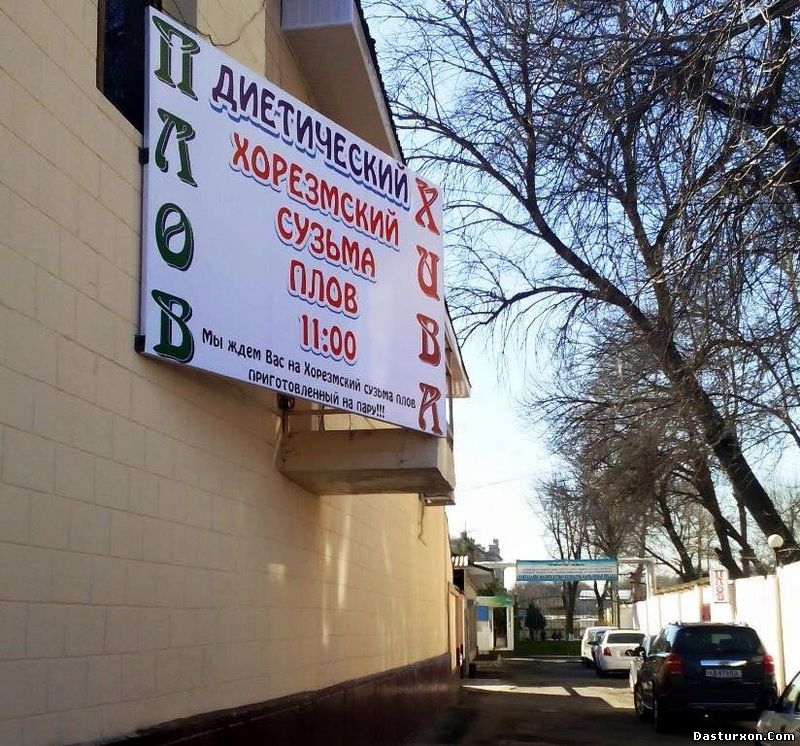 ПЛОВ
ДИЕТИЧЕСКИЙ
ХОРЕЗМСКИЙ
СУЗЬМА
ПЛОВ
11:00
Мы ждем Вас на Хорезмский сузьма плов
приготовленный на пару!!!
ХИВА
ПЛОВ
Dasturxon.Com